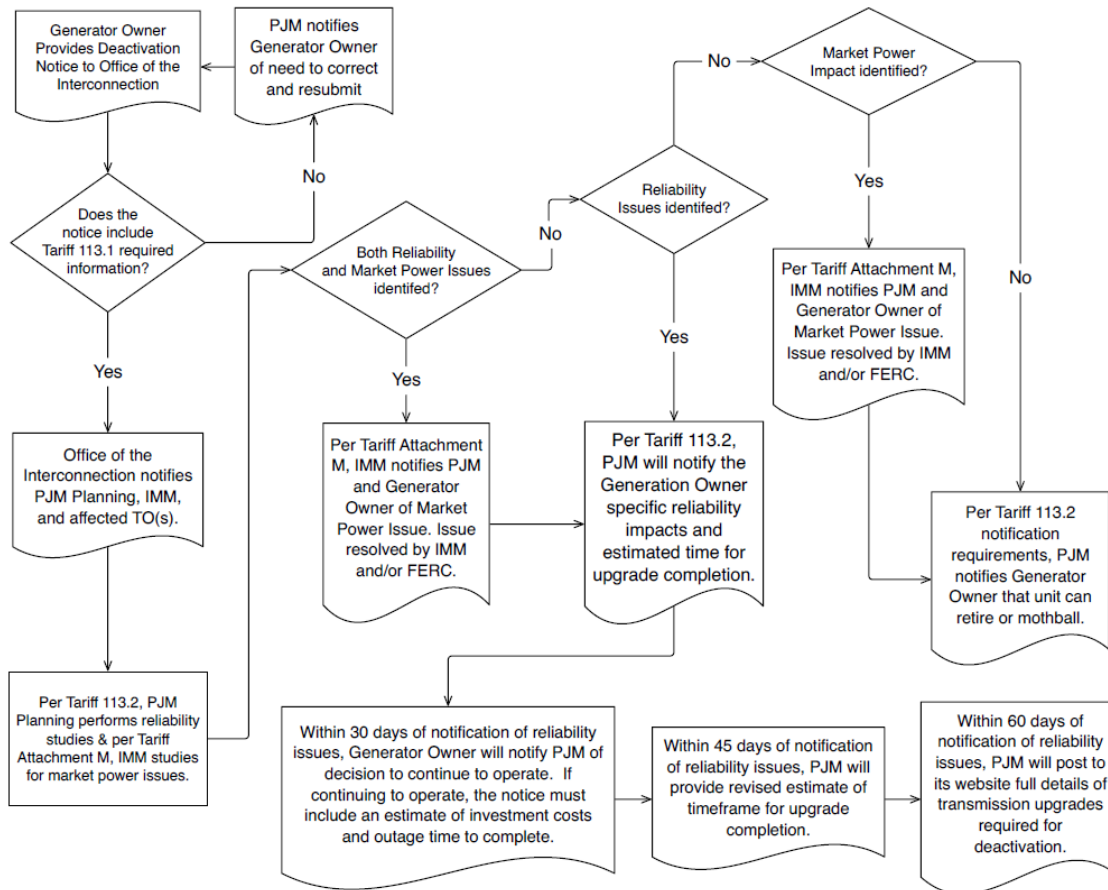 Generator Owner
Provides Deactivation
Notice to Office of the
Interconnection
PJM notifies
Generator Owner
of need to correct
and resubmit
No
Does the
notice include
Tariff 113.1 required
information?
Yes
Office of the
Interconnection notifies
PJM Planning, IMM,
and affected TO(s).
Per Tariff 113.2, PJM
Planning performs reliability
studies & per Tariff
Attachment M, IMM studies
for market power issues.
Both Reliability
and Market Power Issues
identifed?
No
Yes
Per Tariff Attachment
M, IMM notifies PJM
and Generator
Owner of Market
Power Issue. Issue
resolved by IMM
and/or FERC.
Reliability
Issues identifed?
No
Yes
Per Tariff 113.2,
PJM will notify the
Generation Owner
specific reliability
impacts and
estimated time for
upgrade completion.
Market Power
Impact identified?
Yes
No
Per Tariff Attachment M,
IMM notifies PJM and
Generator Owner of
Market Power Issue.
Issue resolved by IMM
and/or FERC.
Per Tariff 113.2
notification
requirements, PJM
notifies Generator
Owner that unit can
retire or mothball.
Within 30 days of notification of reliability
issues, Generator Owner will notify PJM of
decision to continue to operate. If
continuing to operate, the notice must
include an estimate of investment costs
and outage time to complete.
Within 45 days of notification
of reliability issues, PJM will
provide revised estimate of
timeframe for upgrade
completion.
Within 60 days of
notification of reliability
issues, PJM will post to
its website full details of
transmission upgrades
required for
deactivation.